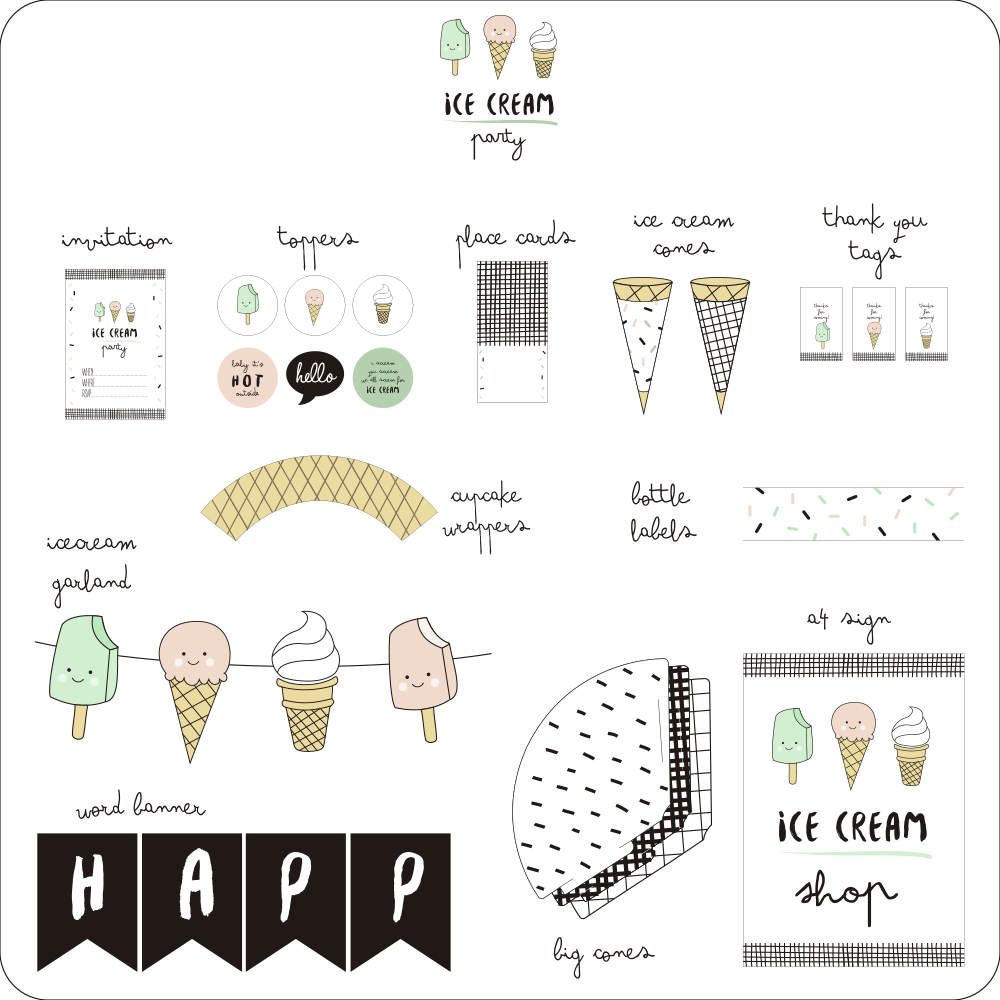 iCE CREAM
party
invitation
toppers
place cards
ice cream
cones
thank you
tags
iCE CREAM
party
WHEN
WHERE
RSVP
baby it's
HOT
outside
hello
i scream
you scream
we all scream for
iCE CREAM
thanks
for
coming!
thanks
for
coming!
thanks
for
coming!
cupcake
wrappers
bottle
labels
icecream
garland
a4 sign
word banner
H A P P
iCE CREAM
shop
big cones